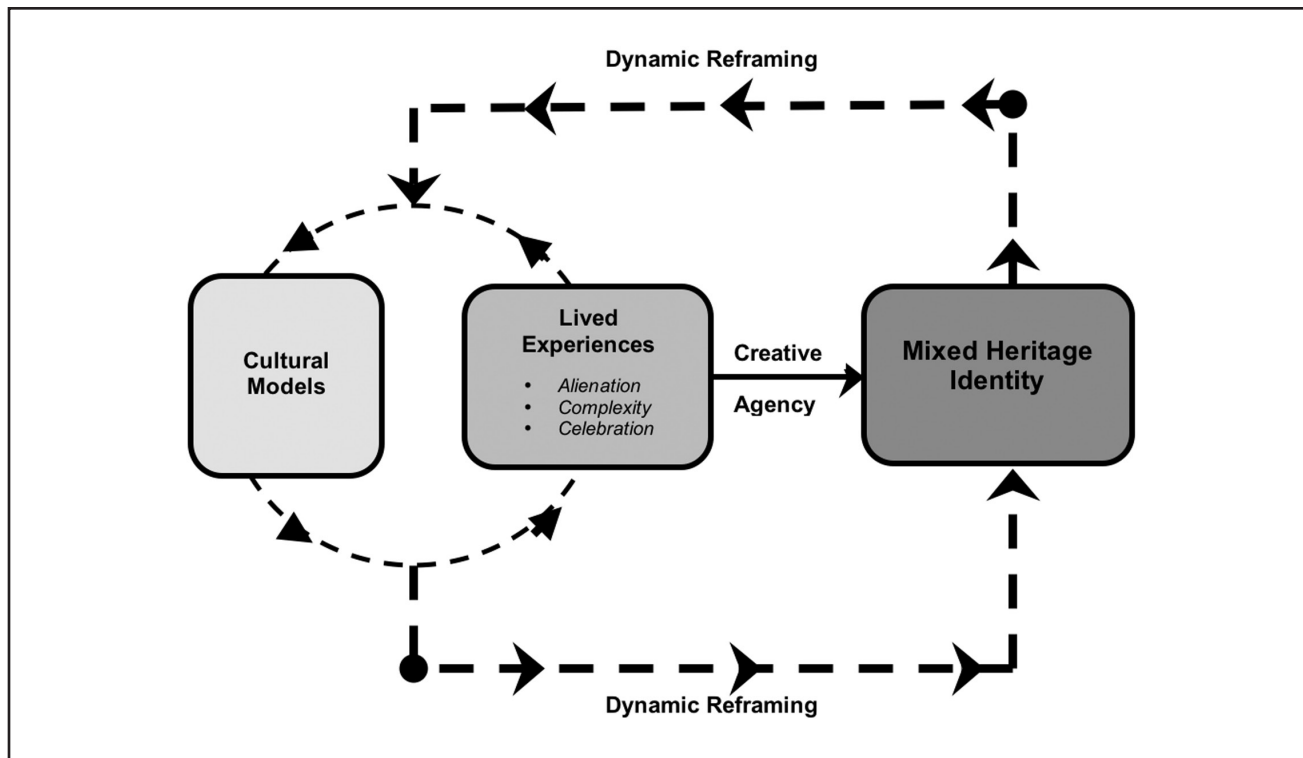 Dynamic Reframing
Cultural
Models
Lived
Experiences
• Alienation
• Complexity
• Celebration
Creative
Agency
Mixed Heritage
Identity
Dynamic Reframing